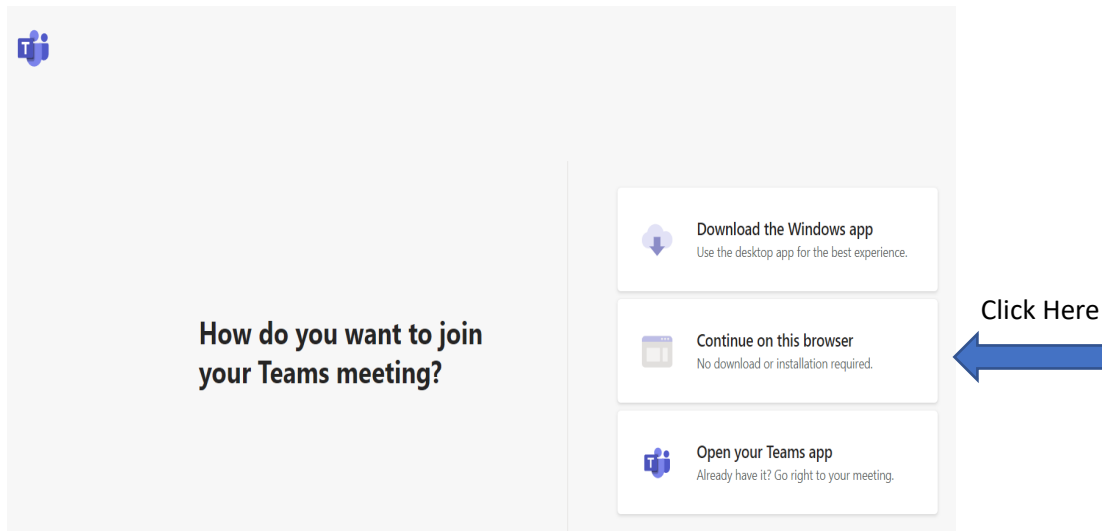 T
How do you want to join
your Teams meeting?
Download the Windows app
Use the desktop app for the best experience.
Continue on this browser
No download or installation required.
T
Open your Teams app
Already have it? Go right to your meeting.
Click Here